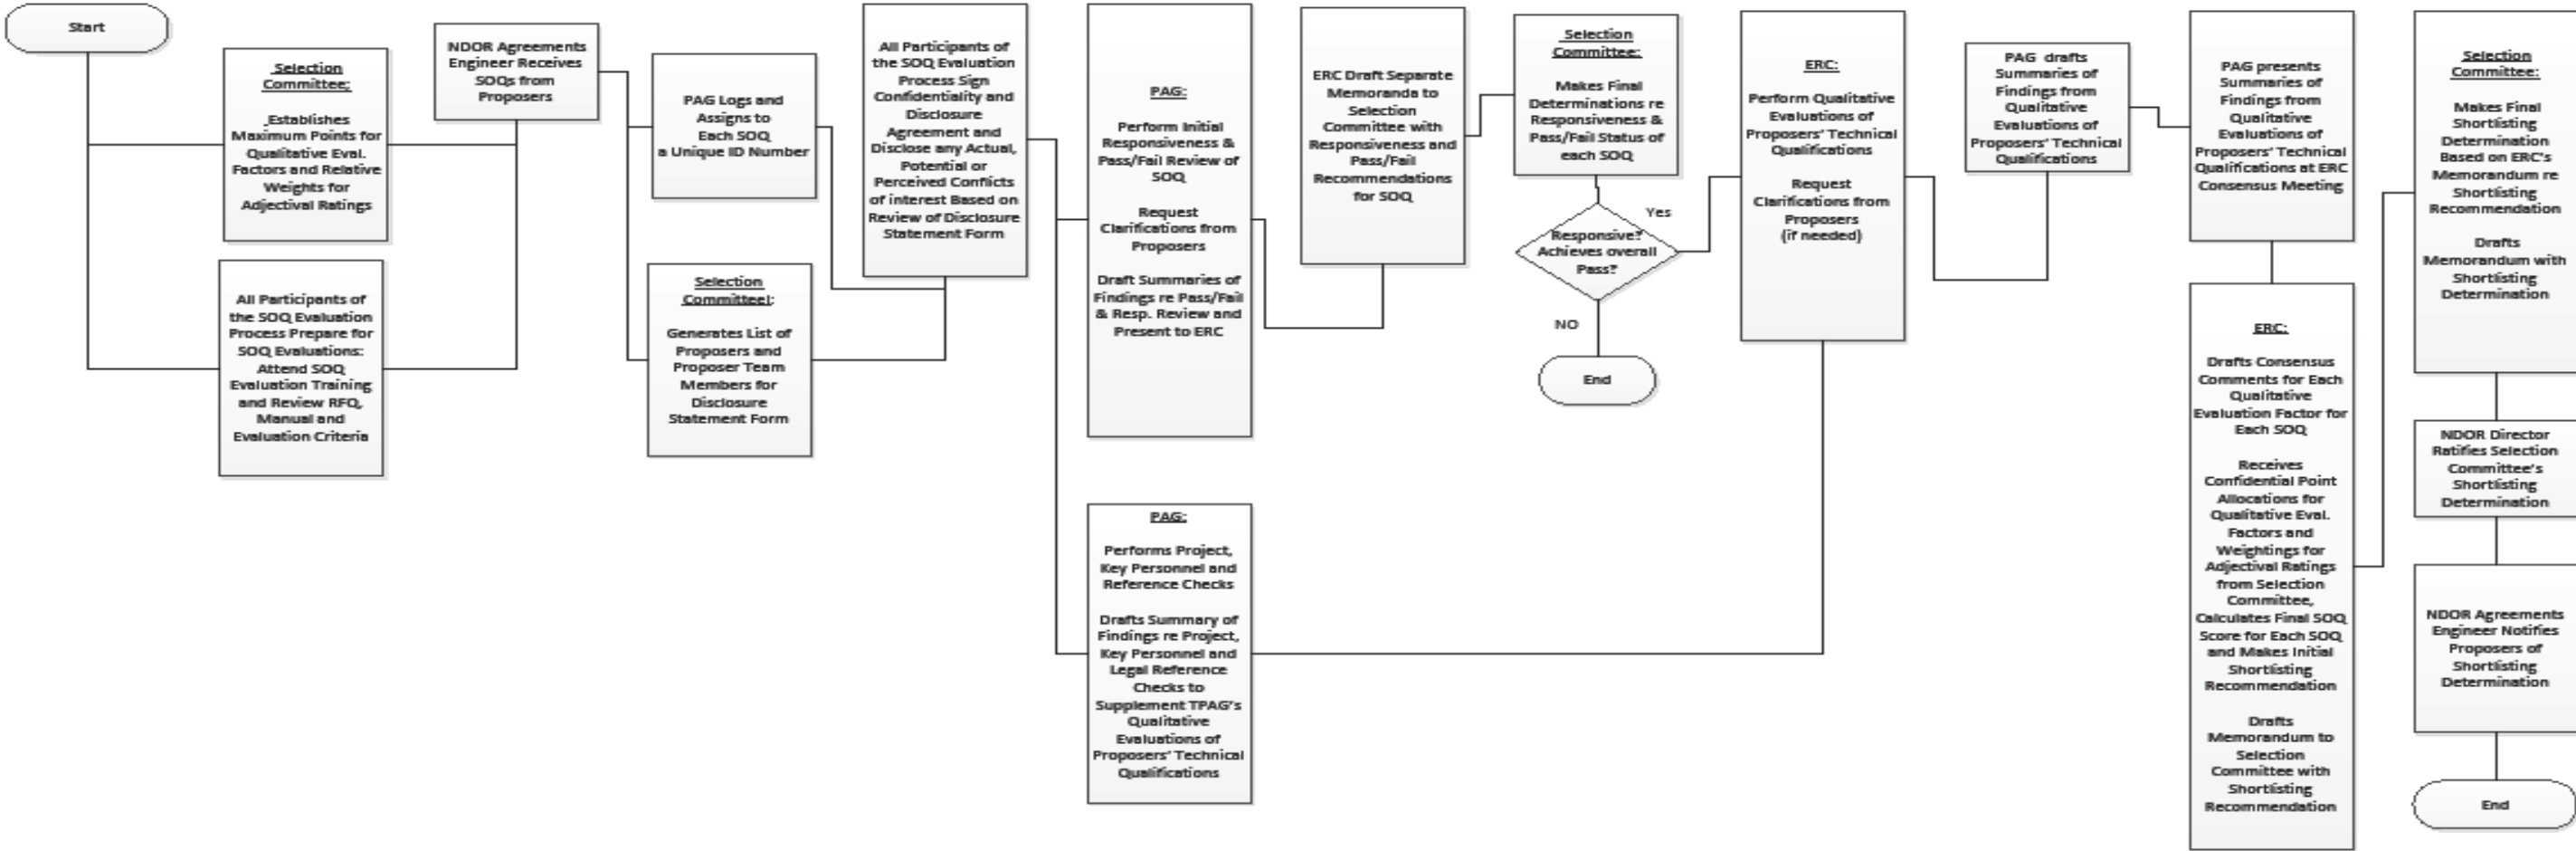 Start
Selection
Committee;
Establishes
Maximum Points for
Qualitative Eval.
Factors and Relative
Weights for
Adjectival Ratings
All Participants of
the SOQ Evaluation
Process Prepare for
SOQ Evaluations:
Attend SOQ
Evaluation Training
and Review RFQ,
Manual and
Evaluation Criteria
NDOR Agreements
Engineer Receives
SOQs from
Proposers
PAG Logs and
Assigns to
Each SOQ
a Unique ID Number
Selection
Committeel:
Generates List of
Proposers and
Proposer Team
Members for
Disclosure
Statement Form
All Participants of
the SOQ Evaluation
Process Sign
Confidentiality and
Disclosure
Agreement and
Disclose any Actual,
Potential or
Perceived Conflicts
of interest Based on
Review of Disclosure
Statement Form
PAG:
Perform Initial
Responsiveness &
Pass/Fail Review of
SOQ
Request
Clarifications from
Proposers
Draft Summaries of
Findings re Pass/Fail
& Resp. Review and
Present to ERC
PAG:
Performs Project,
Key Personnel and
Reference Checks
Drafts Summary of
Findings re Project,
Key Personnel and
Legal Reference
Checks to
Supplement TPAG's
Qualitative
Evaluations of
Proposers' Technical
Qualifications
ERC Draft Separate
Memoranda to
Selection
Committee with
Responsiveness and
Pass/Fail
Recommendations
for SOQ
Selection
Committee:
Makes Final
Determinations re
Responsiveness &
Pass/Fail Status of
each SOQ
Responsive?
Achieves overall
Pass?
Yes
NO
End
ERC:
Perform Qualitative
Evaluations of
Proposers' Technical
Qualifications
Request
Clarifications from
Proposers
(if needed)
PAG drafts
Summaries of
Findings from
Qualitative
Evaluations of
Proposers' Technical
Qualifications
PAG presents
Summaries of
Findings from
Qualitative
Evaluations of
Proposers' Technical
Qualifications at ERC
Consensus Meeting
ERC:
Drafts Consensus
Comments for Each
Qualitative
Evaluation Factor for
Each SOQ
Receives
Confidential Point
Allocations for
Qualitative Eval.
Factors and
Weightings for
Adjectival Ratings
from Selection
Committee,
Calculates Final SOQ
Score for Each SOQ
and Makes Initial
Shortlisting
Recommendation
Drafts
Memorandum to
Selection
Committee with
Shortlisting
Recommendation
Selection
Committee:
Makes Final
Shortlisting
Determination
Based on ERC's
Memorandum re
Shortlisting
Recommendation
Drafts
Memorandum with
Shortlisting
Determination
NDOR Director
Ratifies Selection
Committee's
Shortlisting
Determination
NDOR Agreements
Engineer Notifies
Proposers of
Shortlisting
Determination
End